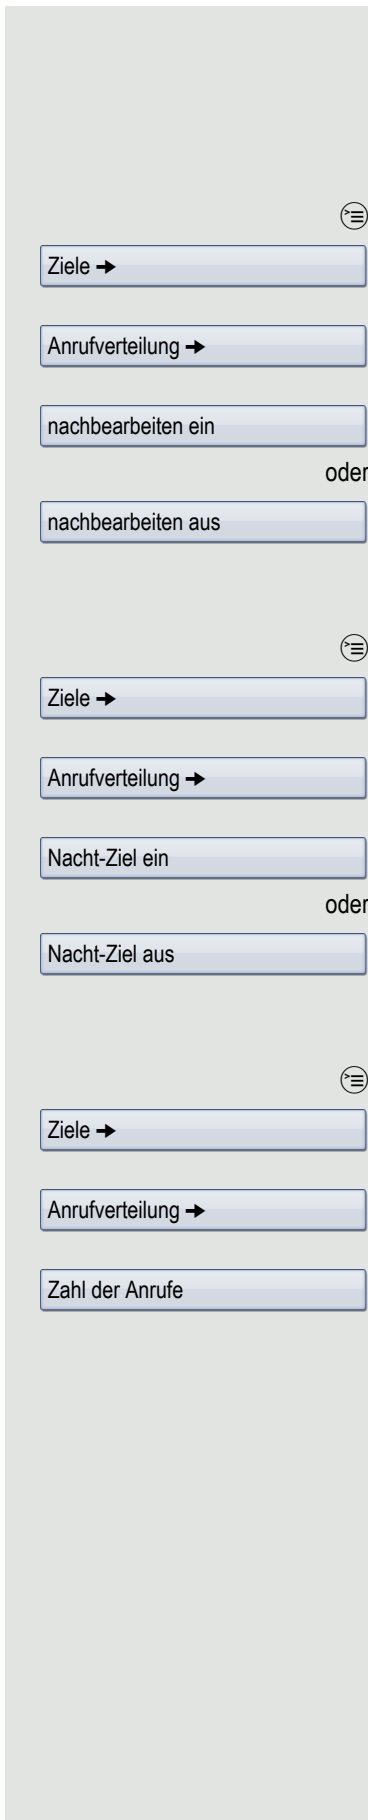 Ziele ➔
Anrufverteilung ➔
nachbearbeiten ein
oder
nachbearbeiten aus
Ziele ➔
Anrufverteilung ➔
Nacht-Ziel ein
oder
Nacht-Ziel aus
Ziele ➔
Anrufverteilung ➔
Zahl der Anrufe